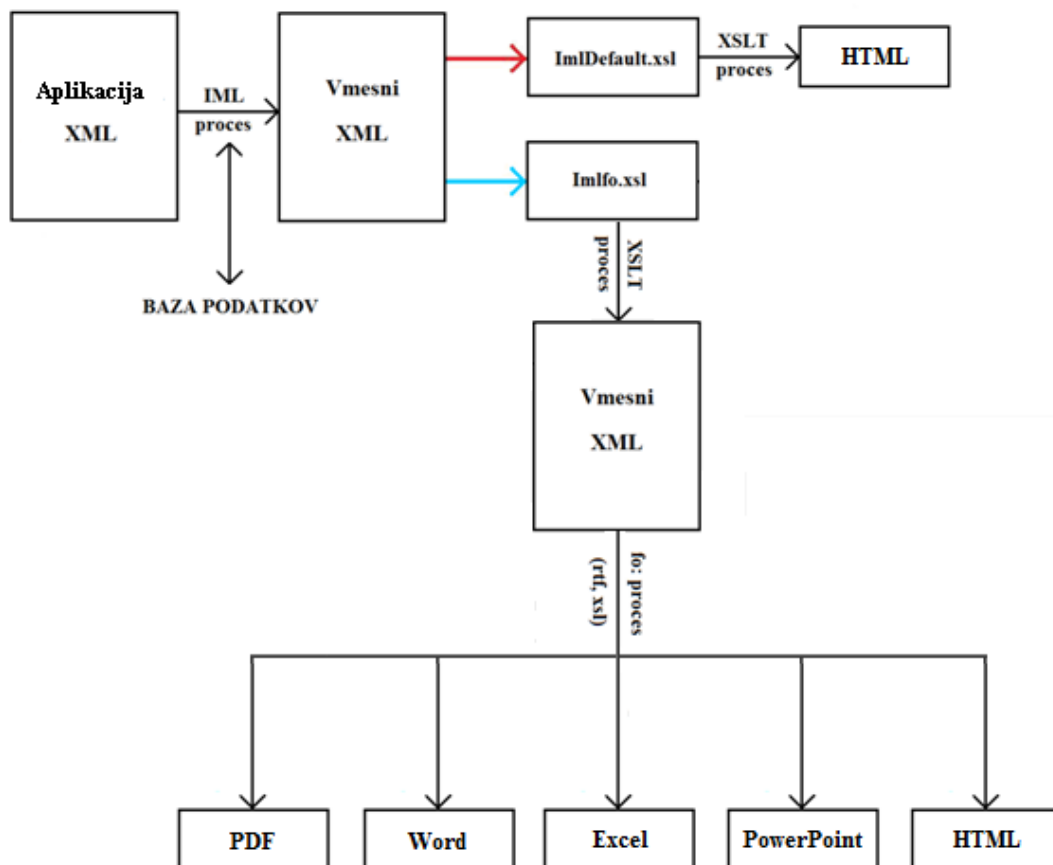 Aplikacija
XML
IML
proces
Vmesni
XML
ImlDefault.xsl
XSLT
proces
HTML
Imlfo.xsl
XSLT
proces
BAZA PODATKOV
Vmesni
XML
fo: proces
(rtf, xsl)
PDF
Word
Excel
PowerPoint
HTML